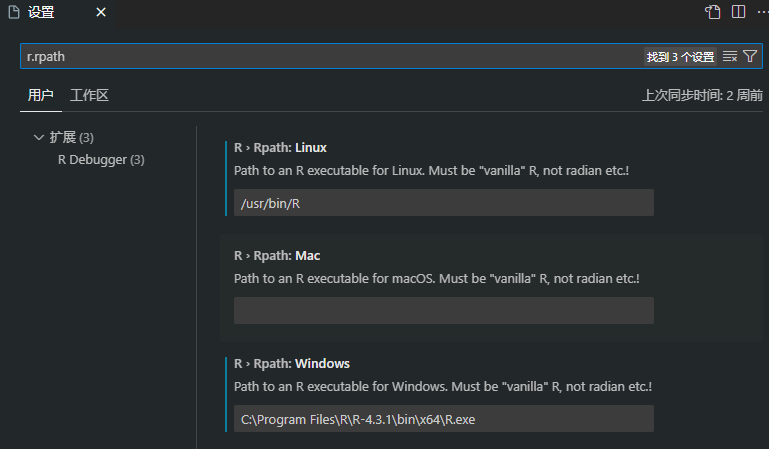 设置
r.rpath
找到 3 个设置
用户 工作区
上次同步时间: 2 周前
扩展 (3)
R Debugger (3)
R › Rpath: Linux
Path to an R executable for Linux. Must be "vanilla" R, not radian etc.!
/usr/bin/R
R › Rpath: Mac
Path to an R executable for macOS. Must be "vanilla" R, not radian etc.!
R › Rpath: Windows
Path to an R executable for Windows. Must be "vanilla" R, not radian etc.!
C:\Program Files\R\R-4.3.1\bin\x64\R.exe